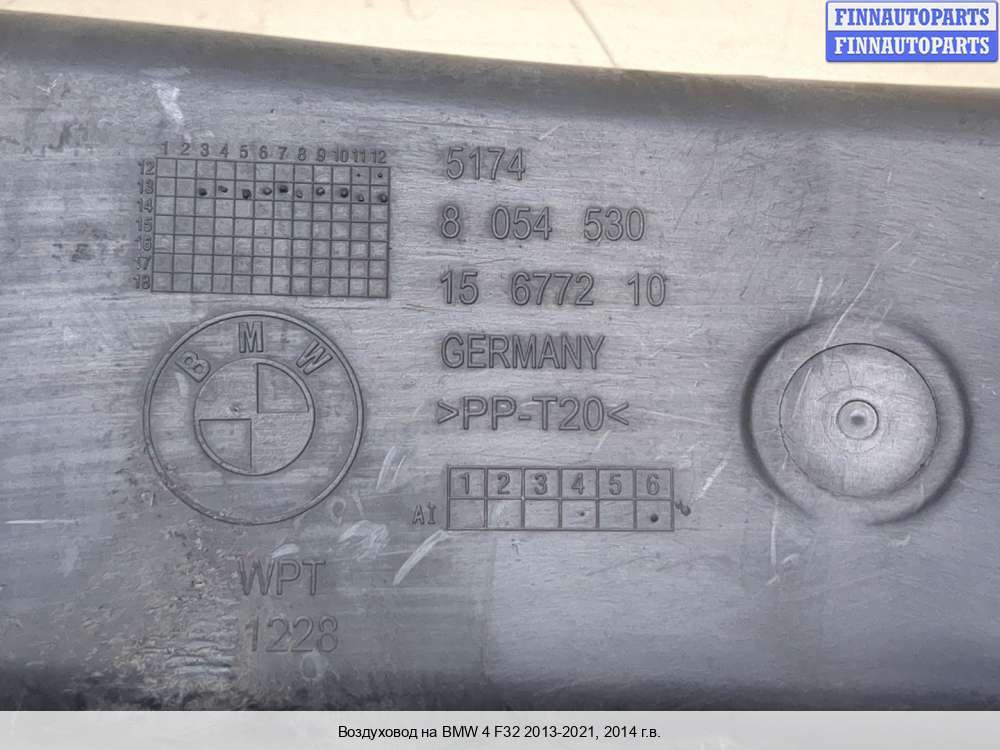 FINNAUTOPARTS
FINNAUTOPARTS
1 2 3 4 5 6 7 8 9 10 11 12
12
13
14
15
16
17
18
5174
8 054 530
15 6772 10
GERMANY
>PP-T20<
BMW
1 2 3 4 5 6
AI
WPT
1228
Воздуховод на BMW 4 F32 2013-2021, 2014 г.в.